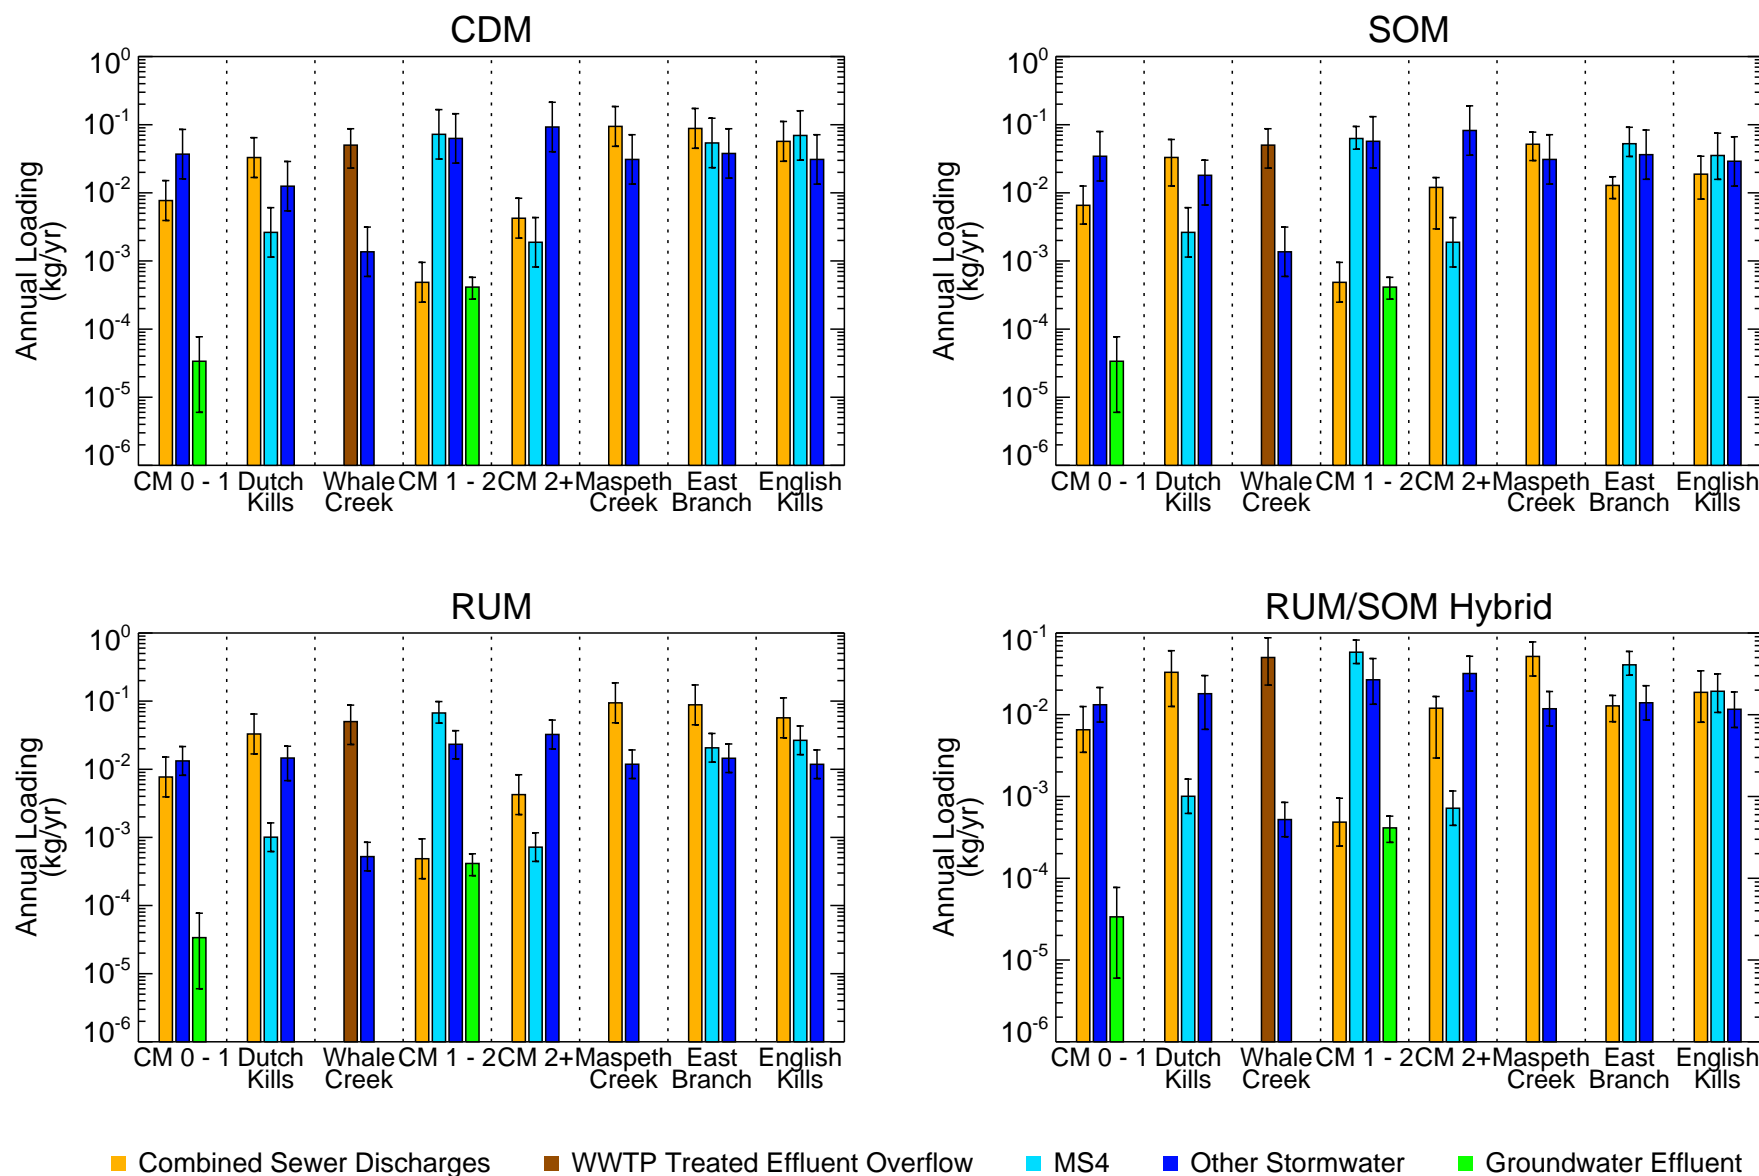 CDM
10^0
10^-1
10^-2
10^-3
10^-4
10^-5
10^-6
Annual Loading
(kg/yr)
CM 0 - 1 Dutch Kills Whale Creek CM 1 - 2 CM 2+ Maspeth Creek East Branch English Kills
SOM
10^0
10^-1
10^-2
10^-3
10^-4
10^-5
10^-6
Annual Loading
(kg/yr)
CM 0 - 1 Dutch Kills Whale Creek CM 1 - 2 CM 2+ Maspeth Creek East Branch English Kills
RUM
10^0
10^-1
10^-2
10^-3
10^-4
10^-5
10^-6
Annual Loading
(kg/yr)
CM 0 - 1 Dutch Kills Whale Creek CM 1 - 2 CM 2+ Maspeth Creek East Branch English Kills
RUM/SOM Hybrid
10^-1
10^-2
10^-3
10^-4
10^-5
10^-6
Annual Loading
(kg/yr)
CM 0 - 1 Dutch Kills Whale Creek CM 1 - 2 CM 2+ Maspeth Creek East Branch English Kills
Combined Sewer Discharges WWTP Treated Effluent Overflow MS4 Other Stormwater Groundwater Effluent